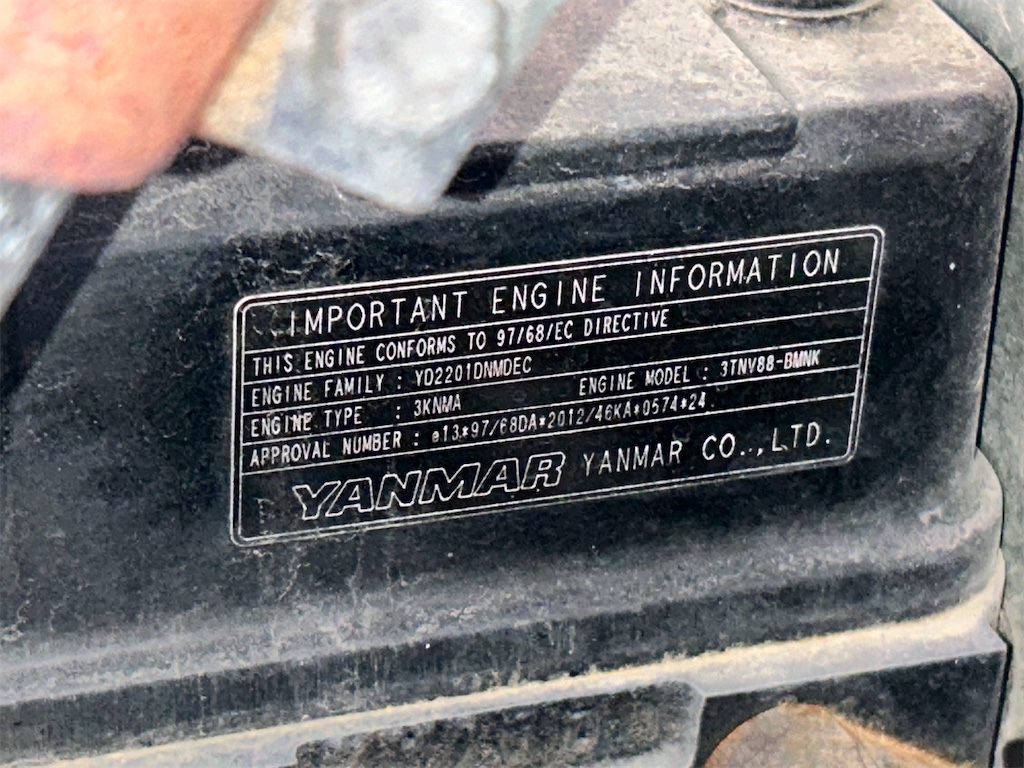 IMPORTANT ENGINE INFORMATION
THIS ENGINE CONFORMS TO 97/68/EC DIRECTIVE
ENGINE FAMILY : YD2201DNMDEC
ENGINE TYPE : 3KNMA ENGINE MODEL : 3TNV88-BMNK
APPROVAL NUMBER : e13*97/68DA*2012/46KA*0574*24
YANMAR YANMAR CO.,LTD.